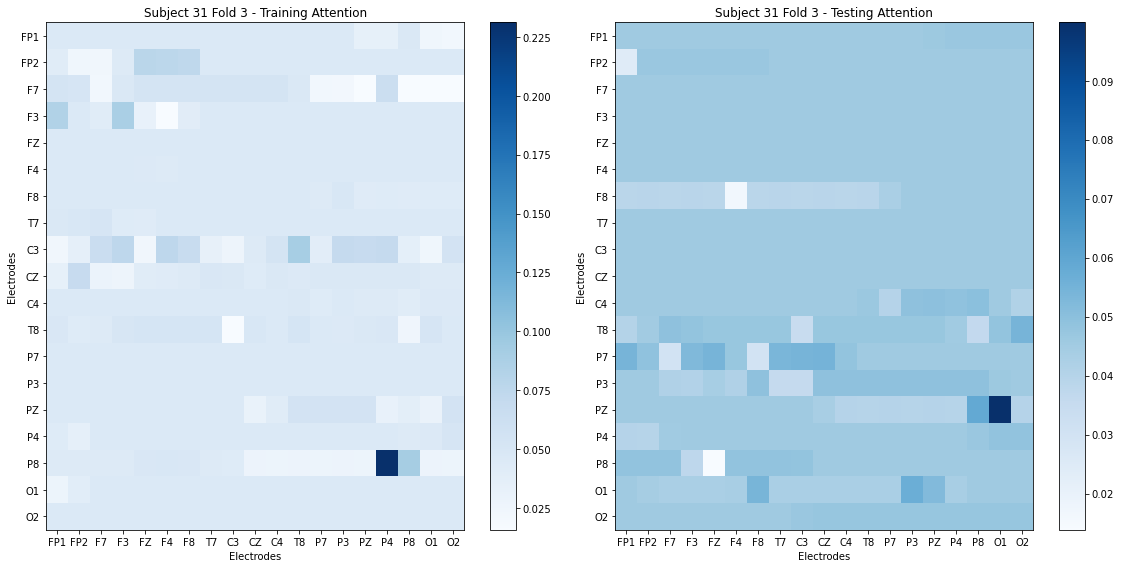 Subject 31 Fold 3 - Training Attention
FP1
FP2
F7
F3
FZ
F4
F8
T7
C3
CZ
C4
T8
P7
P3
PZ
P4
P8
O1
O2
Electrodes
FP1 FP2 F7 F3 FZ F4 F8 T7 C3 CZ C4 T8 P7 P3 PZ P4 P8 O1 O2
Electrodes
0.225
0.200
0.175
0.150
0.125
0.100
0.075
0.050
0.025
Subject 31 Fold 3 - Testing Attention
FP1
FP2
F7
F3
FZ
F4
F8
T7
C3
CZ
C4
T8
P7
P3
PZ
P4
P8
O1
O2
Electrodes
FP1 FP2 F7 F3 FZ F4 F8 T7 C3 CZ C4 T8 P7 P3 PZ P4 P8 O1 O2
Electrodes
0.09
0.08
0.07
0.06
0.05
0.04
0.03
0.02